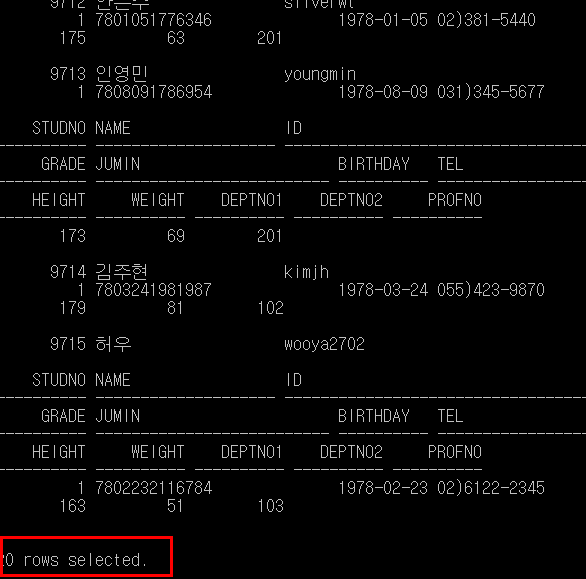 9712 안은수 silverwt
1 7801051776346 1978-01-05 02)381-5440
175 63 201
9713 인영민 youngmin
1 7808091786954 1978-08-09 031)345-5677
STUDNO NAME ID
GRADE JUMIN BIRTHDAY TEL
HEIGHT WEIGHT DEPTNO1 DEPTNO2 PROFNO
173 69 201
9714 김주현 kimjh
1 7803241981987 1978-03-24 055)423-9870
179 81 102
9715 허우 wooya2702
STUDNO NAME ID
GRADE JUMIN BIRTHDAY TEL
HEIGHT WEIGHT DEPTNO1 DEPTNO2 PROFNO
1 7802232116784 1978-02-23 02)6122-2345
163 51 103
20 rows selected.